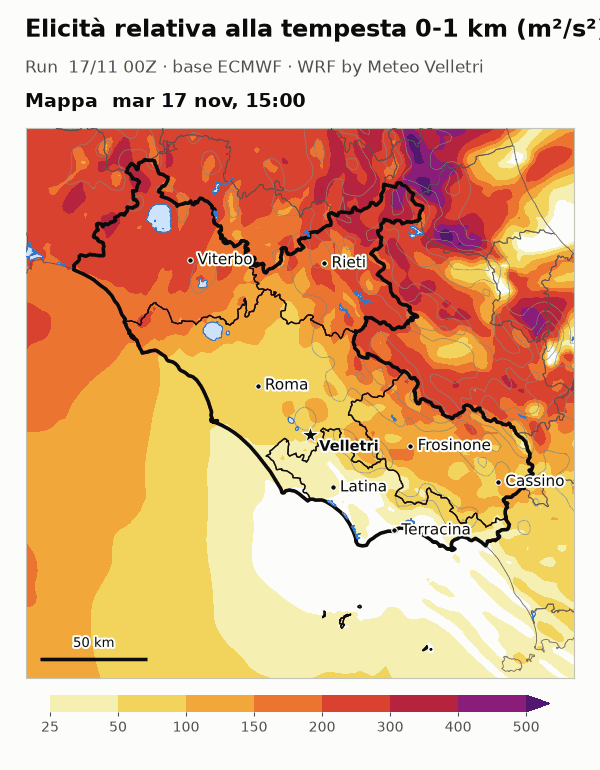 Elicità relativa alla tempesta 0-1 km (m²/s²)
Run 17/11 00Z · base ECMWF · WRF by Meteo Velletri
Mappa mar 17 nov, 15:00
Viterbo
Rieti
Roma
Velletri
Frosinone
Cassino
Latina
Terracina
50 km
25 50 100 150 200 300 400 500